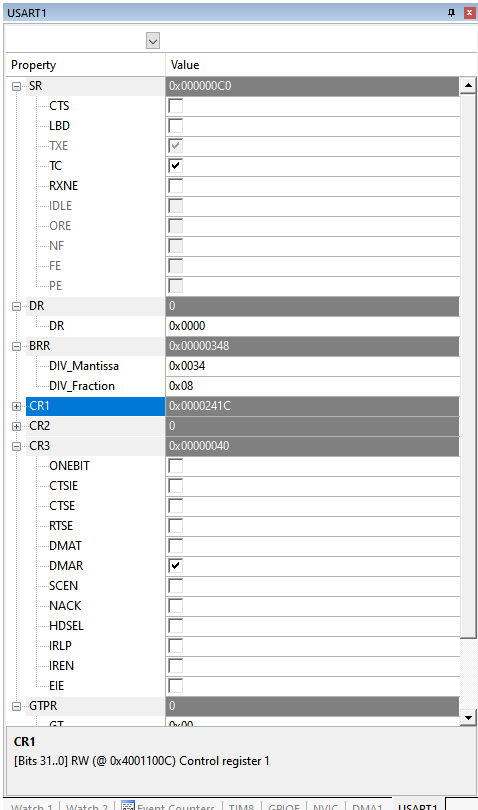 USART1
Property Value
SR 0x000000C0
CTS
LBD
TXE
TC
RXNE
IDLE
ORE
NF
FE
PE
DR 0
DR 0x0000
BRR 0x00000348
DIV_Mantissa 0x0034
DIV_Fraction 0x08
CR1 0x0000241C
CR2 0
CR3 0x00000040
ONEBIT
CTSIE
CTSE
RTSE
DMAT
DMAR
SCEN
NACK
HDSEL
IRLP
IREN
EIE
GTPR 0
GT 0x00
CR1
[Bits 31..0] RW (@ 0x4001100C) Control register 1
Watch 1 Watch 2 Event Counters TIM8 GPIOE NVIC DMA1 USART1